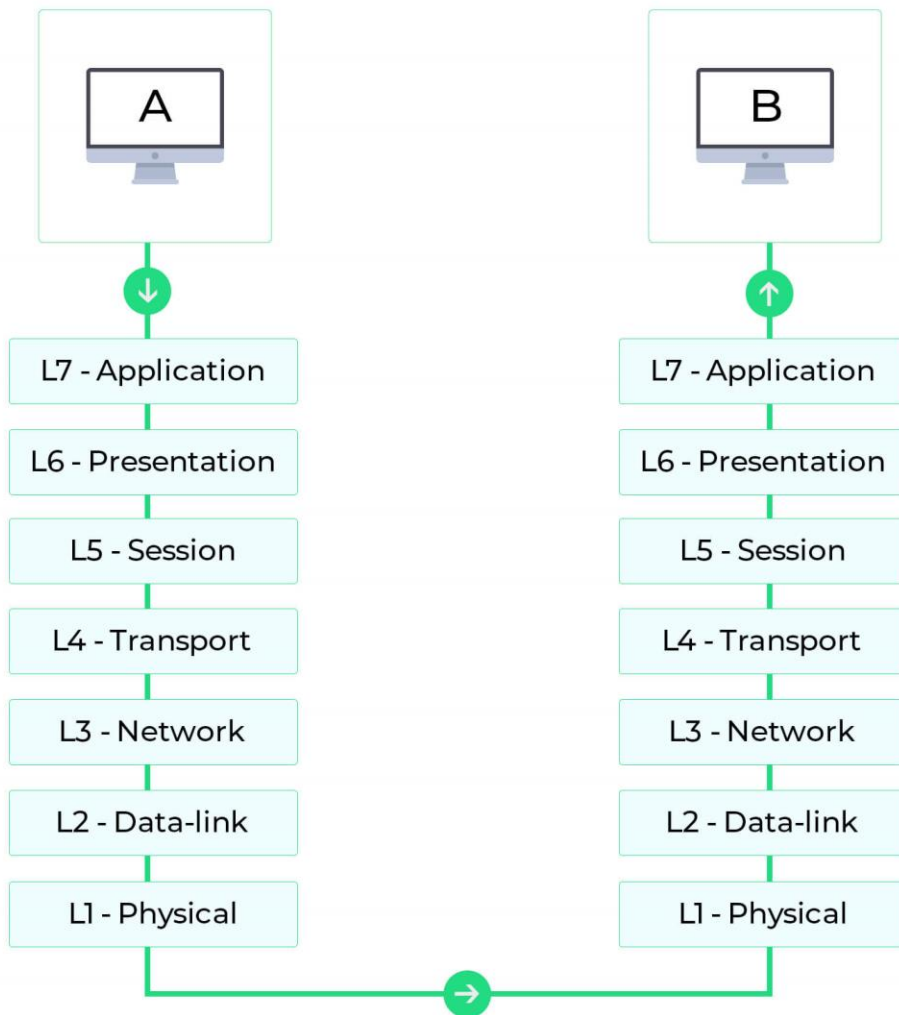 A
B
L7 - Application
L7 - Application
L6 - Presentation
L6 - Presentation
L5 - Session
L5 - Session
L4 - Transport
L4 - Transport
L3 - Network
L3 - Network
L2 - Data-link
L2 - Data-link
L1 - Physical
L1 - Physical